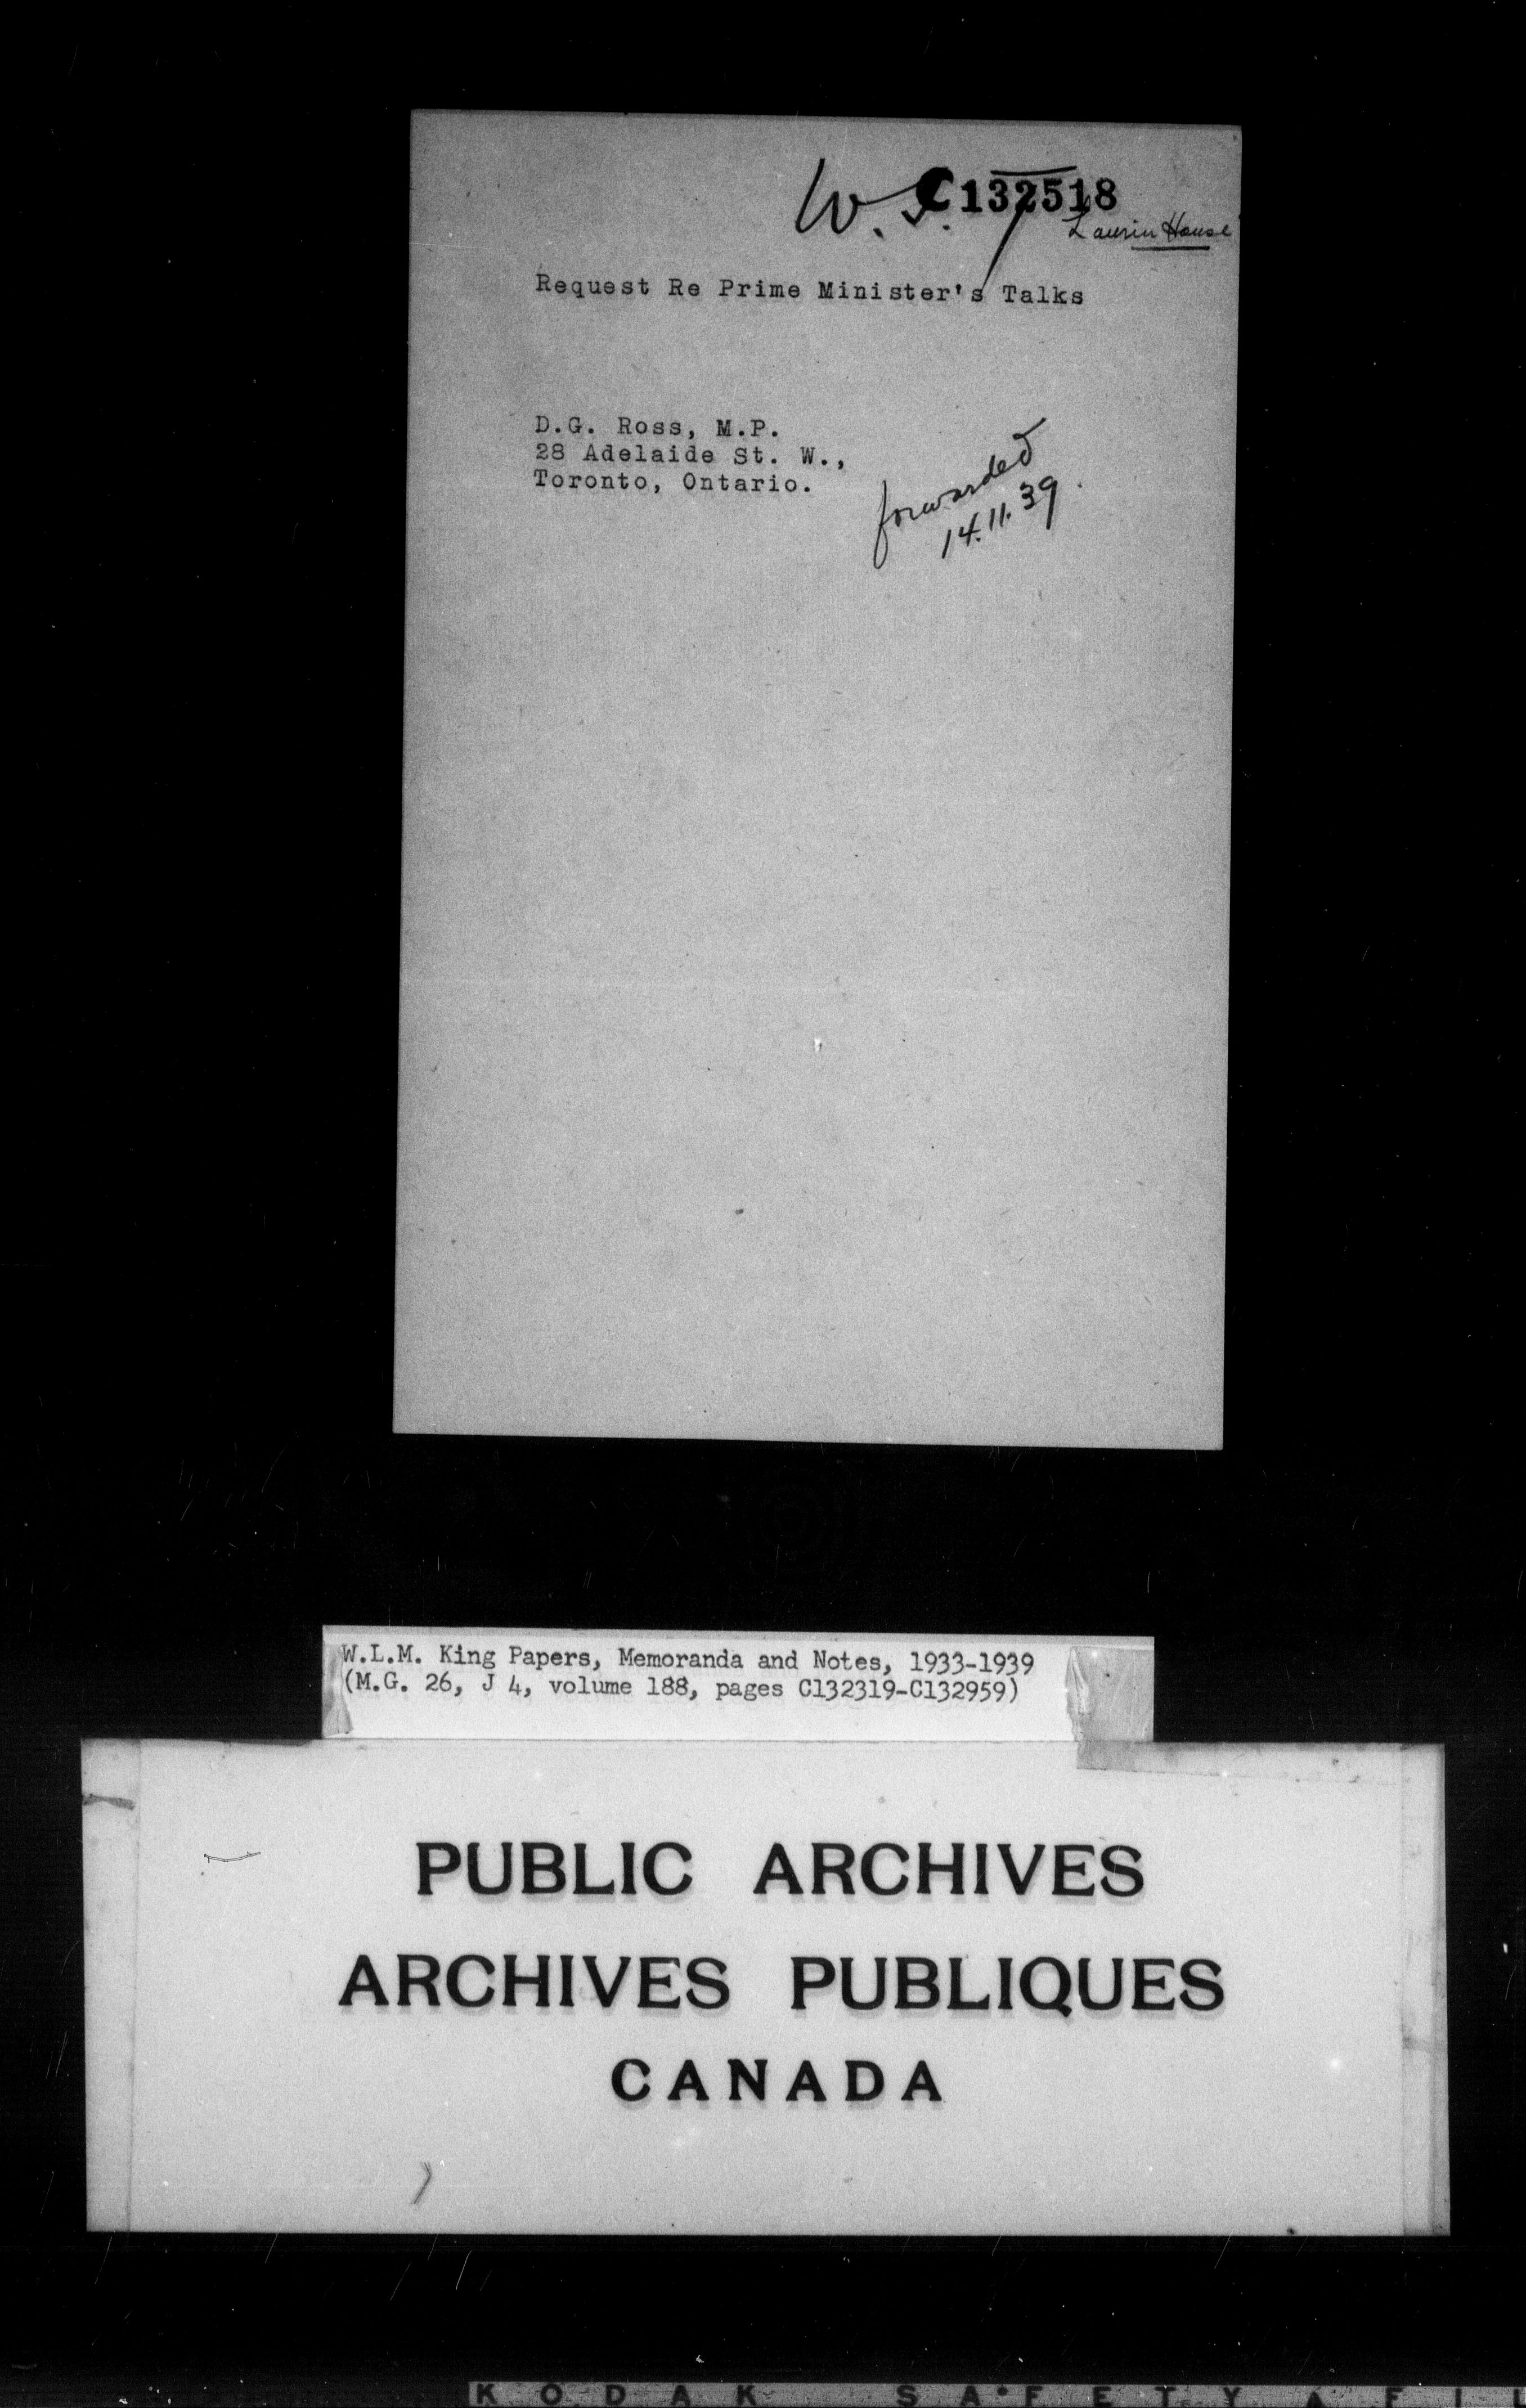 W.
C132518
Laurier House
Request Re Prime Minister's Talks
D.G. Ross, M.P.
28 Adelaide St. W.,
Toronto, Ontario.
forwarded
14.11.39.
W.L.M. King Papers, Memoranda and Notes, 1933-1939
(M.G. 26, J 4, volume 188, pages C132319-C132959)
PUBLIC ARCHIVES
ARCHIVES PUBLIQUES
CANADA
KODAK SAFETY A FIL